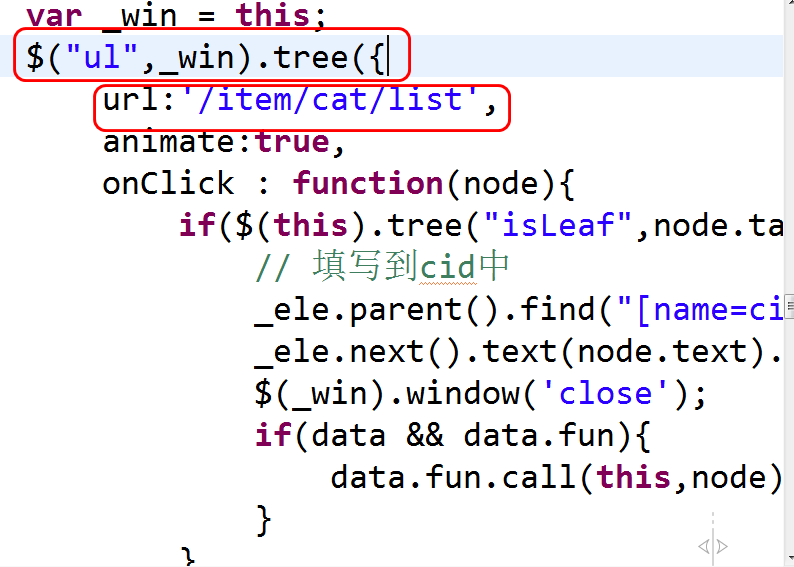 var _win = this;
$("ul",_win).tree({
url:'/item/cat/list',
animate:true,
onClick : function(node){
if($(this).tree("isLeaf",node.ta
// 填写到cid中
_ele.parent().find("[name=ci
_ele.next().text(node.text).
$(_win).window('close');
if(data && data.fun){
data.fun.call(this,node)
}
}